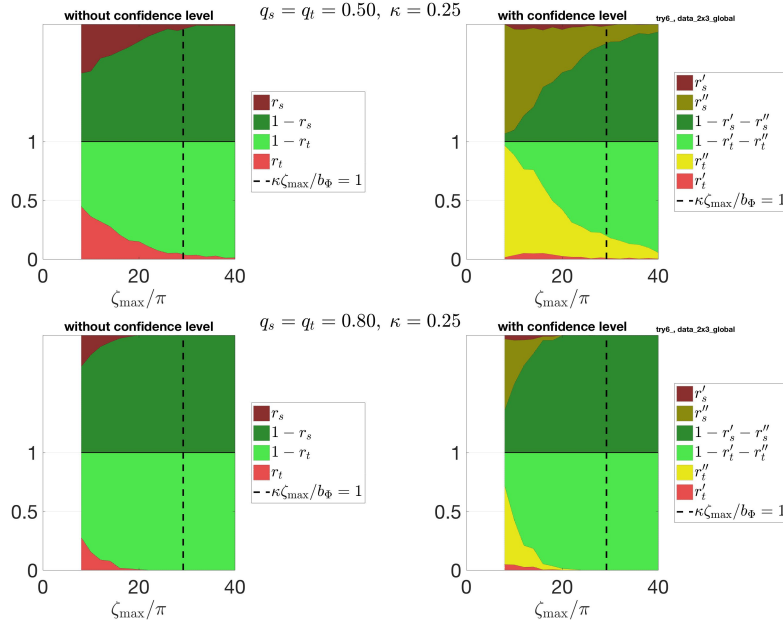 q_s = q_t = 0.50, κ = 0.25
without confidence level
with confidence level
try6_, data_2x3_global
r_s
1 − r_s
1 − r_t
r_t
κζ_max/b_Φ = 1
r′_s
r″_s
1 − r′_s − r″_s
1 − r′_t − r″_t
r″_t
r′_t
κζ_max/b_Φ = 1
1
0.5
0
0 20 40
ζ_max/π
1
0.5
0
0 20 40
ζ_max/π
q_s = q_t = 0.80, κ = 0.25
without confidence level
with confidence level
try6_, data_2x3_global
r_s
1 − r_s
1 − r_t
r_t
κζ_max/b_Φ = 1
r′_s
r″_s
1 − r′_s − r″_s
1 − r′_t − r″_t
r″_t
r′_t
κζ_max/b_Φ = 1
1
0.5
0
0 20 40
ζ_max/π
1
0.5
0
0 20 40
ζ_max/π